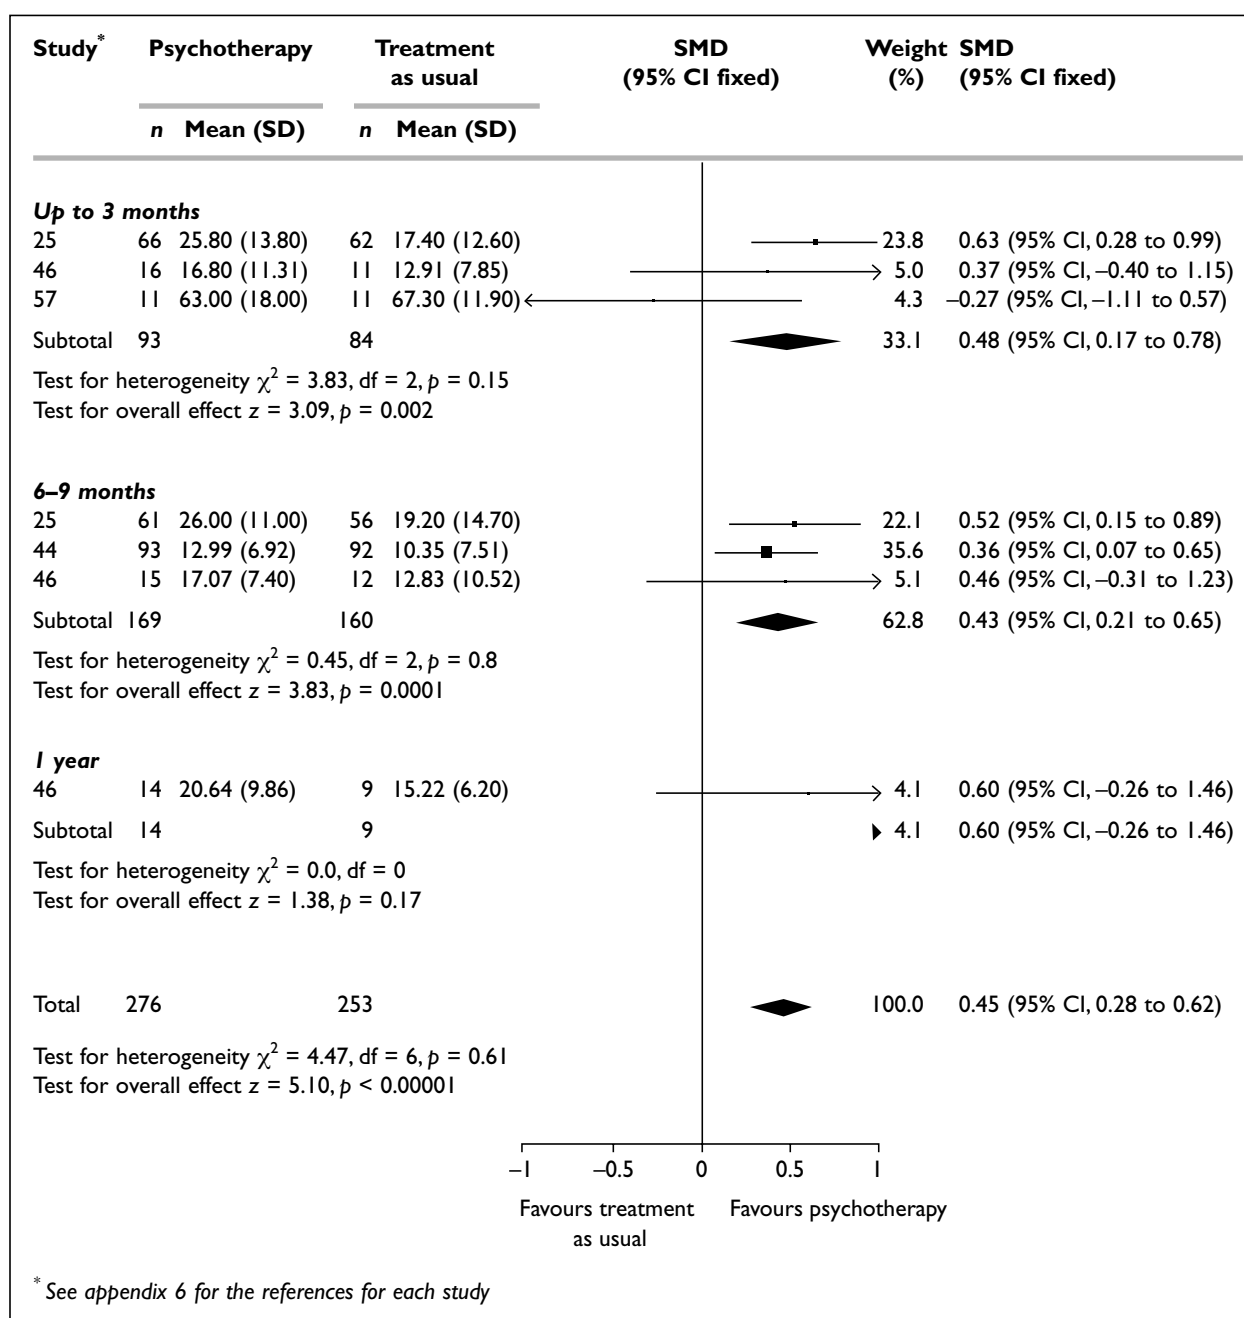 Study* Psychotherapy Treatment as usual SMD (95% CI fixed) Weight (%) SMD (95% CI fixed)
n Mean (SD) n Mean (SD)
Up to 3 months
25 66 25.80 (13.80) 62 17.40 (12.60) 23.8 0.63 (95% CI, 0.28 to 0.99)
46 16 16.80 (11.31) 11 12.91 (7.85) 5.0 0.37 (95% CI, –0.40 to 1.15)
57 11 63.00 (18.00) 11 67.30 (11.90) 4.3 –0.27 (95% CI, –1.11 to 0.57)
Subtotal 93 84 33.1 0.48 (95% CI, 0.17 to 0.78)
Test for heterogeneity χ² = 3.83, df = 2, p = 0.15
Test for overall effect z = 3.09, p = 0.002
6–9 months
25 61 26.00 (11.00) 56 19.20 (14.70) 22.1 0.52 (95% CI, 0.15 to 0.89)
44 93 12.99 (6.92) 92 10.35 (7.51) 35.6 0.36 (95% CI, 0.07 to 0.65)
46 15 17.07 (7.40) 12 12.83 (10.52) 5.1 0.46 (95% CI, –0.31 to 1.23)
Subtotal 169 160 62.8 0.43 (95% CI, 0.21 to 0.65)
Test for heterogeneity χ² = 0.45, df = 2, p = 0.8
Test for overall effect z = 3.83, p = 0.0001
1 year
46 14 20.64 (9.86) 9 15.22 (6.20) 4.1 0.60 (95% CI, –0.26 to 1.46)
Subtotal 14 9 4.1 0.60 (95% CI, –0.26 to 1.46)
Test for heterogeneity χ² = 0.0, df = 0
Test for overall effect z = 1.38, p = 0.17
Total 276 253 100.0 0.45 (95% CI, 0.28 to 0.62)
Test for heterogeneity χ² = 4.47, df = 6, p = 0.61
Test for overall effect z = 5.10, p < 0.00001
–1 –0.5 0 0.5 1
Favours treatment as usual Favours psychotherapy
* See appendix 6 for the references for each study